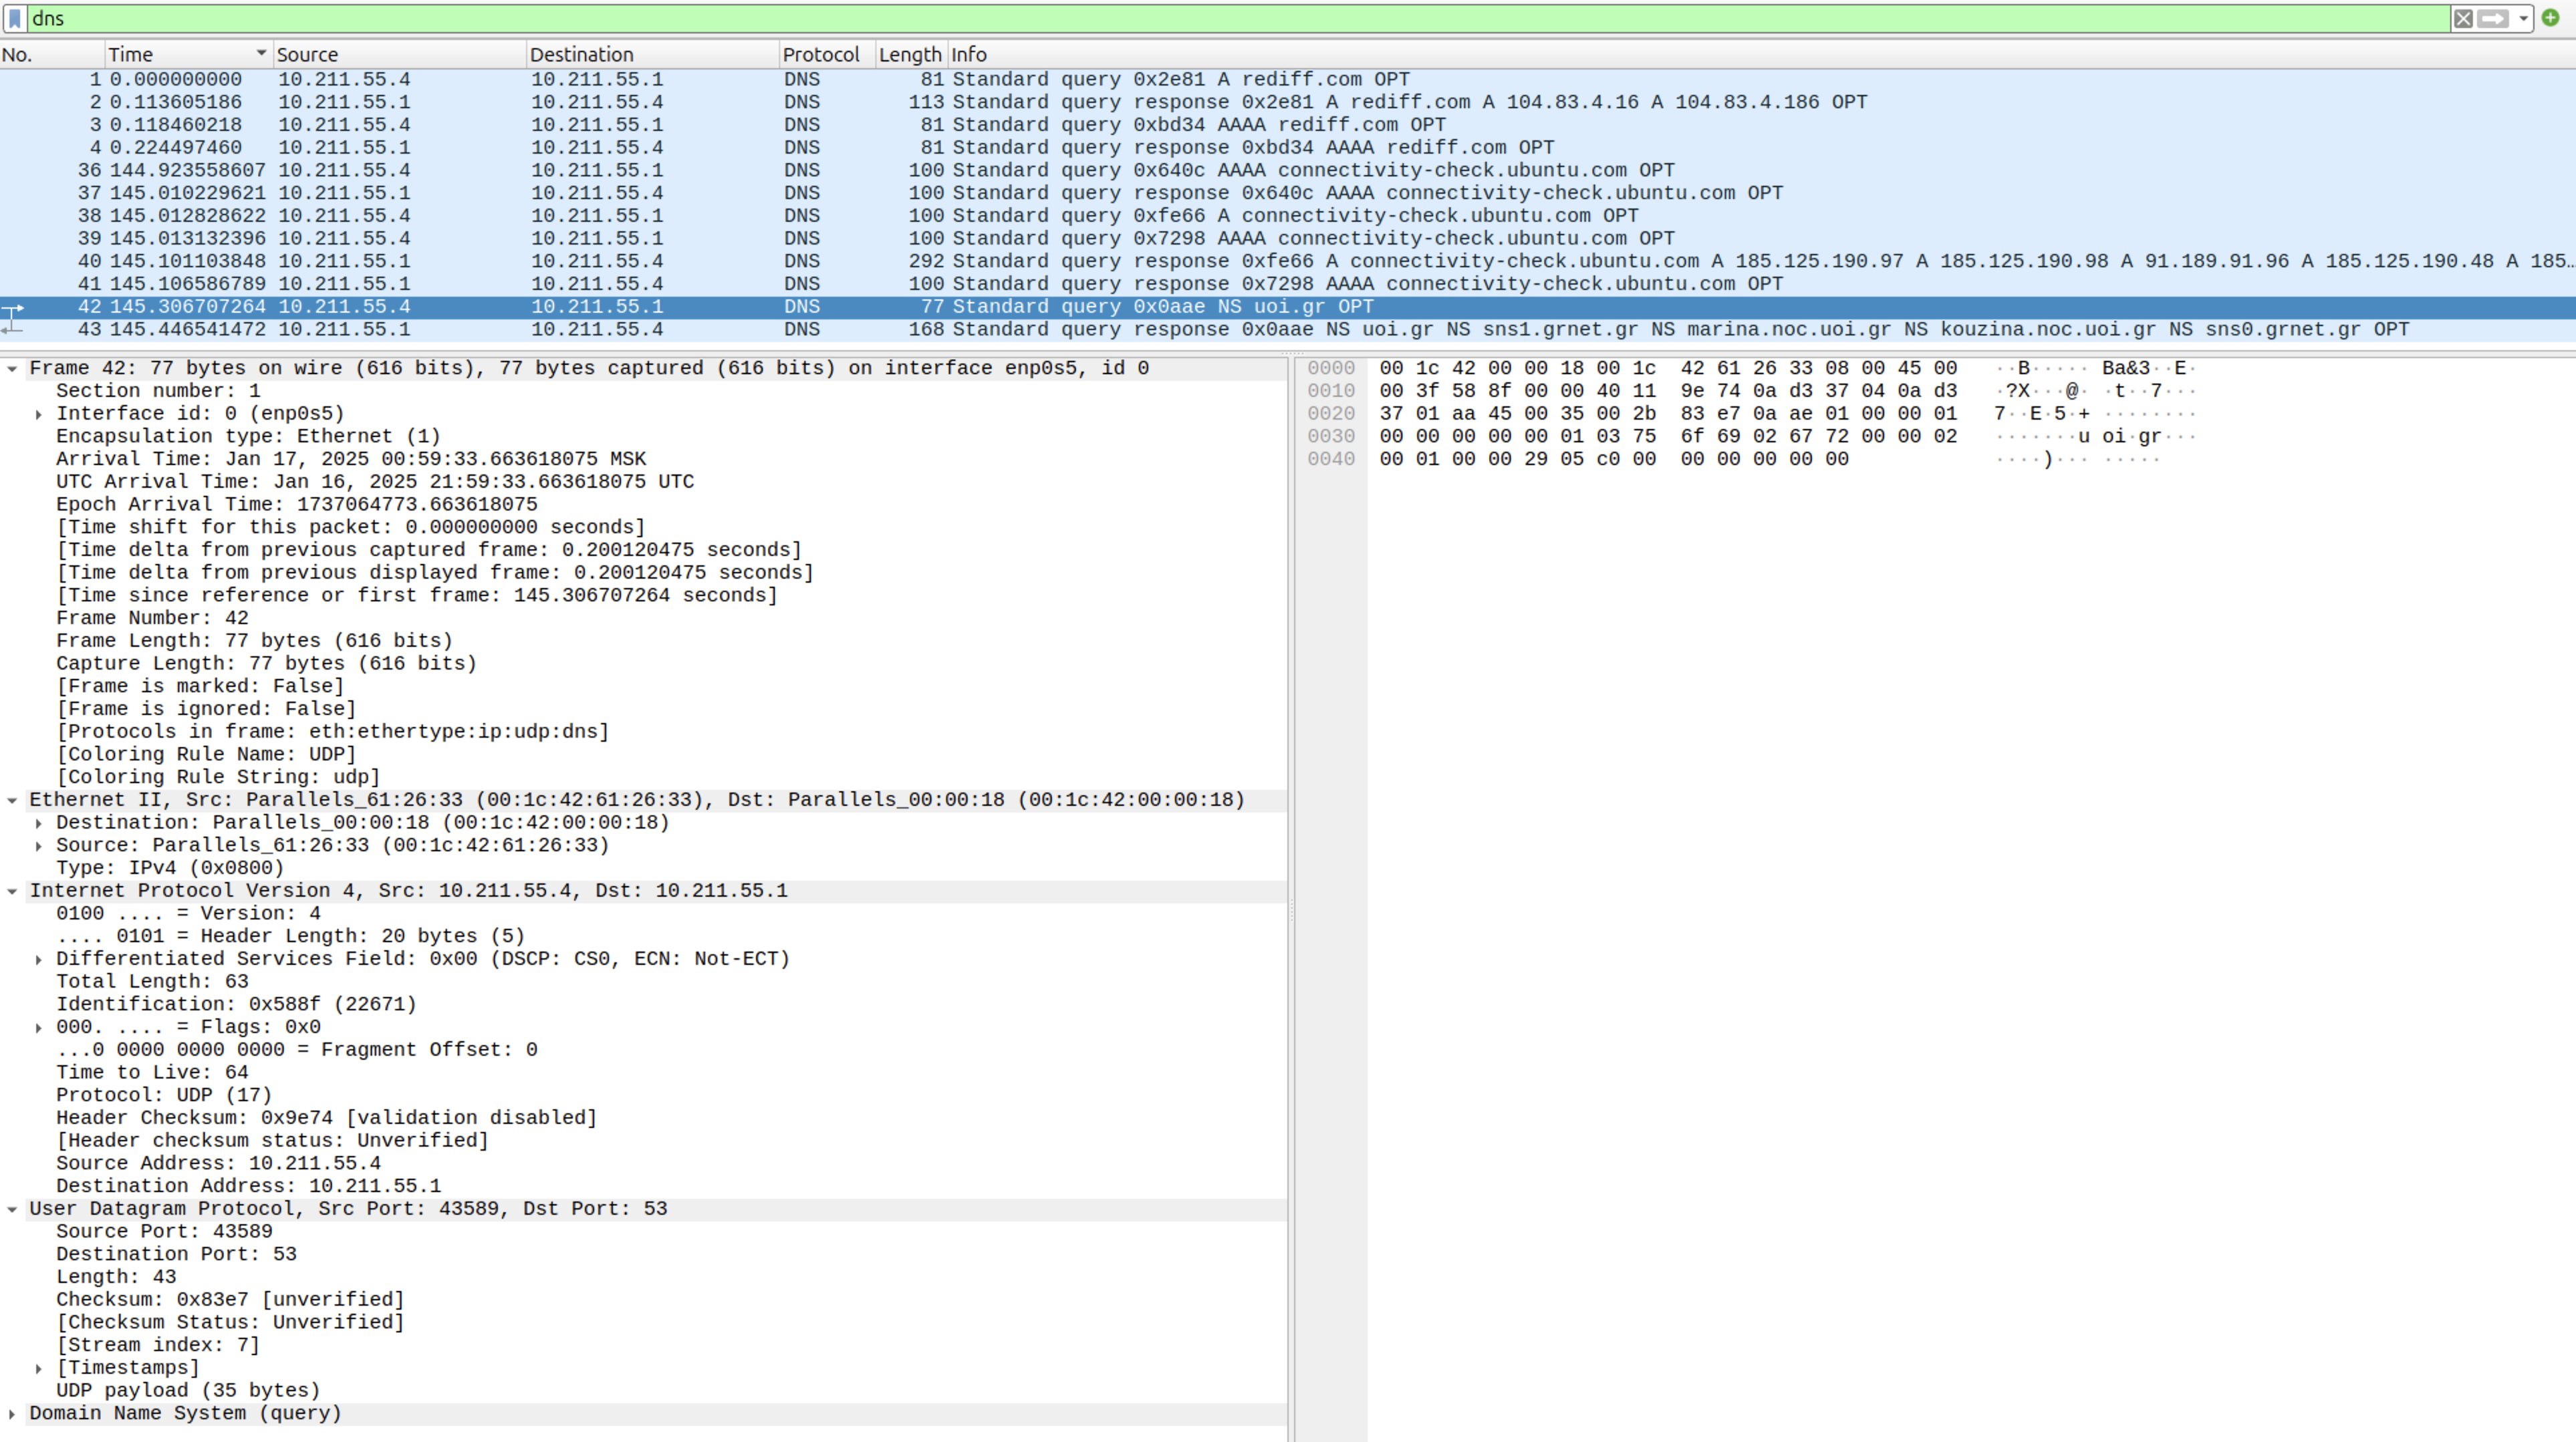 dns
No. Time Source Destination Protocol Length Info
1 0.000000000 10.211.55.4 10.211.55.1 DNS 81 Standard query 0x2e81 A rediff.com OPT
2 0.113605186 10.211.55.1 10.211.55.4 DNS 113 Standard query response 0x2e81 A rediff.com A 104.83.4.16 A 104.83.4.186 OPT
3 0.118460218 10.211.55.4 10.211.55.1 DNS 81 Standard query 0xbd34 AAAA rediff.com OPT
4 0.224497460 10.211.55.1 10.211.55.4 DNS 81 Standard query response 0xbd34 AAAA rediff.com OPT
36 144.923558607 10.211.55.4 10.211.55.1 DNS 100 Standard query 0x640c AAAA connectivity-check.ubuntu.com OPT
37 145.010229621 10.211.55.1 10.211.55.4 DNS 100 Standard query response 0x640c AAAA connectivity-check.ubuntu.com OPT
38 145.012828622 10.211.55.4 10.211.55.1 DNS 100 Standard query 0xfe66 A connectivity-check.ubuntu.com OPT
39 145.013132396 10.211.55.4 10.211.55.1 DNS 100 Standard query 0x7298 AAAA connectivity-check.ubuntu.com OPT
40 145.101103848 10.211.55.1 10.211.55.4 DNS 292 Standard query response 0xfe66 A connectivity-check.ubuntu.com A 185.125.190.97 A 185.125.190.98 A 91.189.91.96 A 185.125.190.48 A 185…
41 145.106586789 10.211.55.1 10.211.55.4 DNS 100 Standard query response 0x7298 AAAA connectivity-check.ubuntu.com OPT
42 145.306707264 10.211.55.4 10.211.55.1 DNS 77 Standard query 0x0aae NS uoi.gr OPT
43 145.446541472 10.211.55.1 10.211.55.4 DNS 168 Standard query response 0x0aae NS uoi.gr NS sns1.grnet.gr NS marina.noc.uoi.gr NS kouzina.noc.uoi.gr NS sns0.grnet.gr OPT
Frame 42: 77 bytes on wire (616 bits), 77 bytes captured (616 bits) on interface enp0s5, id 0
Section number: 1
Interface id: 0 (enp0s5)
Encapsulation type: Ethernet (1)
Arrival Time: Jan 17, 2025 00:59:33.663618075 MSK
UTC Arrival Time: Jan 16, 2025 21:59:33.663618075 UTC
Epoch Arrival Time: 1737064773.663618075
[Time shift for this packet: 0.000000000 seconds]
[Time delta from previous captured frame: 0.200120475 seconds]
[Time delta from previous displayed frame: 0.200120475 seconds]
[Time since reference or first frame: 145.306707264 seconds]
Frame Number: 42
Frame Length: 77 bytes (616 bits)
Capture Length: 77 bytes (616 bits)
[Frame is marked: False]
[Frame is ignored: False]
[Protocols in frame: eth:ethertype:ip:udp:dns]
[Coloring Rule Name: UDP]
[Coloring Rule String: udp]
Ethernet II, Src: Parallels_61:26:33 (00:1c:42:61:26:33), Dst: Parallels_00:00:18 (00:1c:42:00:00:18)
Destination: Parallels_00:00:18 (00:1c:42:00:00:18)
Source: Parallels_61:26:33 (00:1c:42:61:26:33)
Type: IPv4 (0x0800)
Internet Protocol Version 4, Src: 10.211.55.4, Dst: 10.211.55.1
0100 .... = Version: 4
.... 0101 = Header Length: 20 bytes (5)
Differentiated Services Field: 0x00 (DSCP: CS0, ECN: Not-ECT)
Total Length: 63
Identification: 0x588f (22671)
000. .... = Flags: 0x0
...0 0000 0000 0000 = Fragment Offset: 0
Time to Live: 64
Protocol: UDP (17)
Header Checksum: 0x9e74 [validation disabled]
[Header checksum status: Unverified]
Source Address: 10.211.55.4
Destination Address: 10.211.55.1
User Datagram Protocol, Src Port: 43589, Dst Port: 53
Source Port: 43589
Destination Port: 53
Length: 43
Checksum: 0x83e7 [unverified]
[Checksum Status: Unverified]
[Stream index: 7]
[Timestamps]
UDP payload (35 bytes)
Domain Name System (query)
0000 00 1c 42 00 00 18 00 1c 42 61 26 33 08 00 45 00 ··B····· Ba&3··E·
0010 00 3f 58 8f 00 00 40 11 9e 74 0a d3 37 04 0a d3 ·?X···@· ·t··7···
0020 37 01 aa 45 00 35 00 2b 83 e7 0a ae 01 00 00 01 7··E·5·+ ········
0030 00 00 00 00 00 01 03 75 6f 69 02 67 72 00 00 02 ·······u oi·gr···
0040 00 01 00 00 29 05 c0 00 00 00 00 00 00 ····)··· ·····